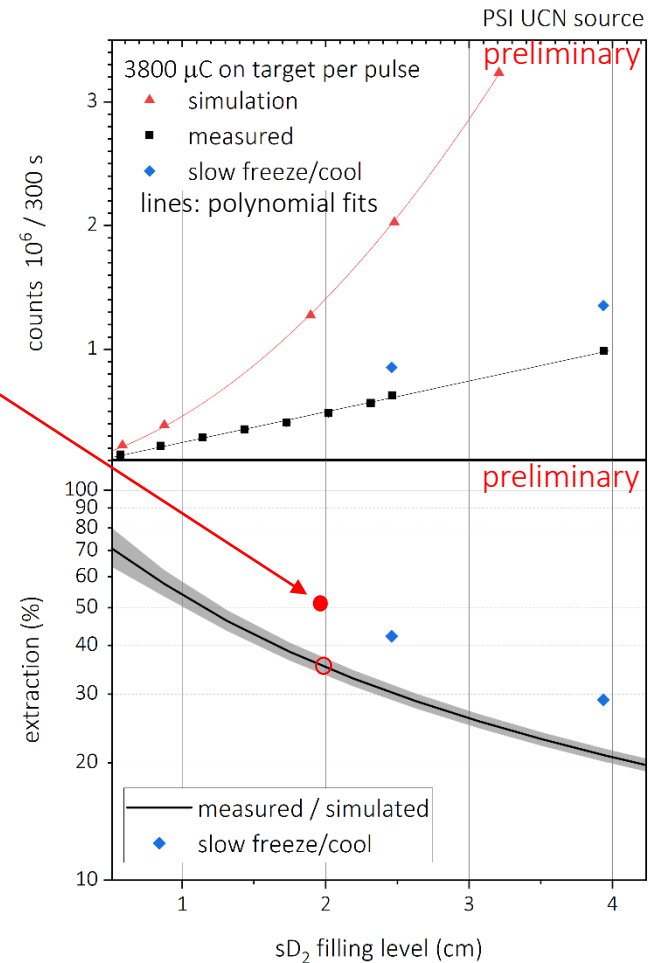 PSI UCN source
preliminary
3800 μC on target per pulse
simulation
measured
slow freeze/cool
lines: polynomial fits
3
2
1
counts 10⁶ / 300 s
preliminary
100
90
80
70
60
50
40
30
20
10
extraction (%)
measured / simulated
slow freeze/cool
1 2 3 4
sD₂ filling level (cm)